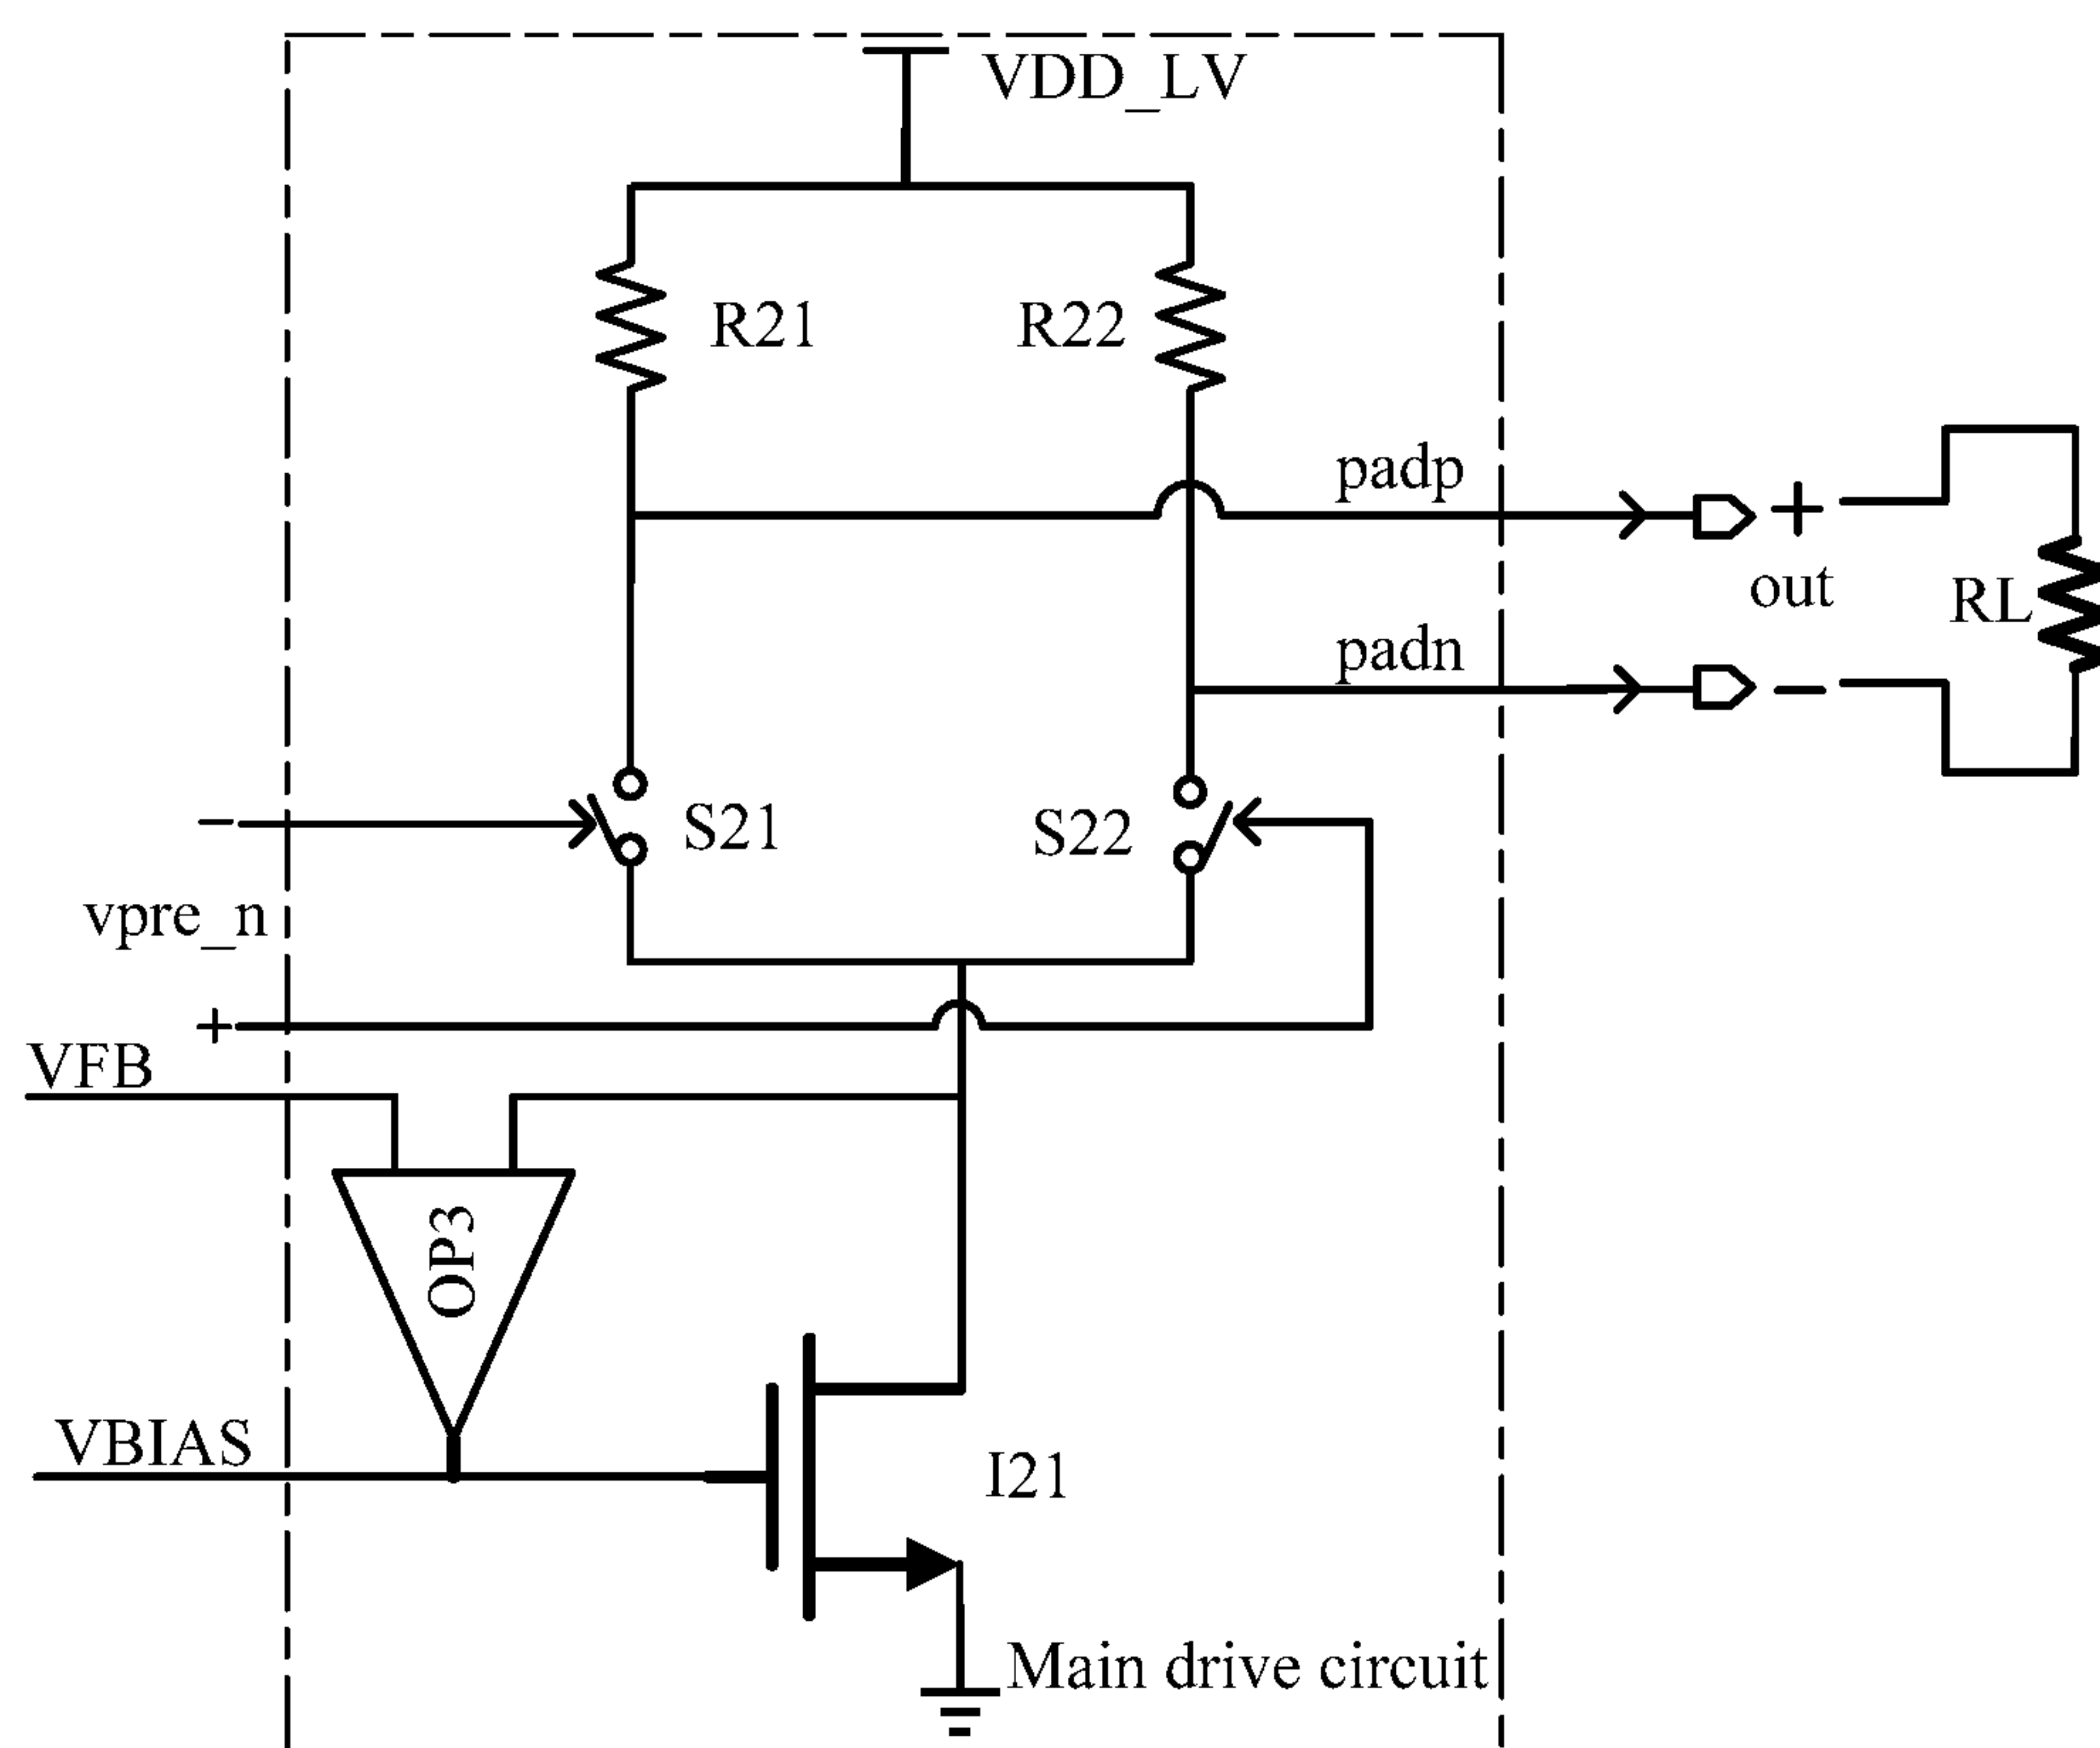 VDD_LV
R21
R22
padp
+
out
RL
padn
−
−
S21
S22
vpre_n
+
VFB
OP3
VBIAS
I21
Main drive circuit